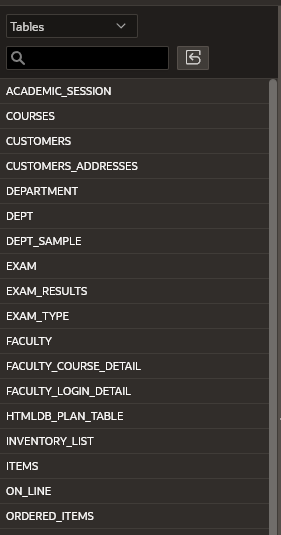 Tables
ACADEMIC_SESSION
COURSES
CUSTOMERS
CUSTOMERS_ADDRESSES
DEPARTMENT
DEPT
DEPT_SAMPLE
EXAM
EXAM_RESULTS
EXAM_TYPE
FACULTY
FACULTY_COURSE_DETAIL
FACULTY_LOGIN_DETAIL
HTMLDB_PLAN_TABLE
INVENTORY_LIST
ITEMS
ON_LINE
ORDERED_ITEMS